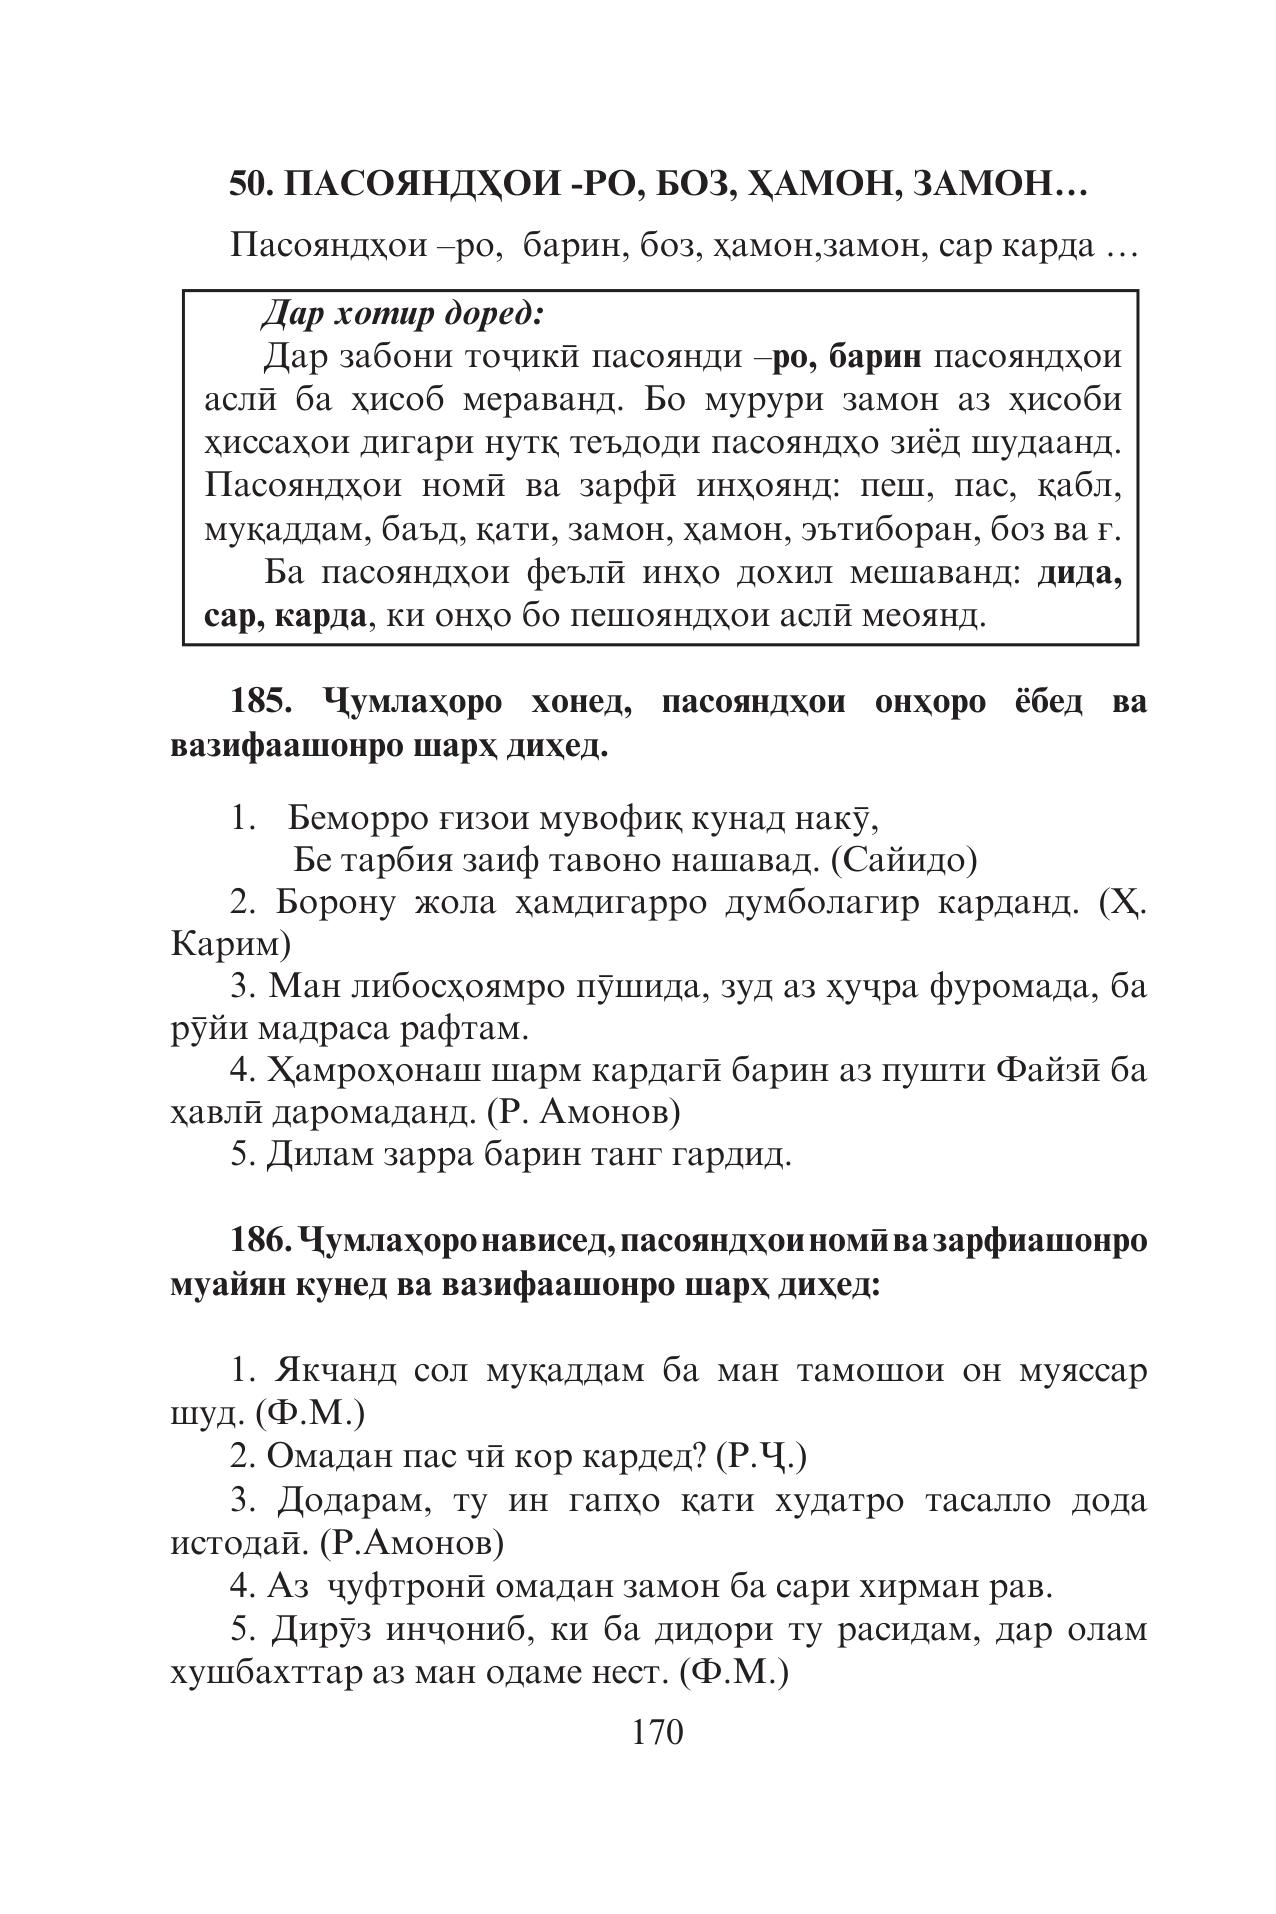 50. ПАСОЯНДҲОИ -РО, БОЗ, ҲАМОН, ЗАМОН…
Пасояндҳои –ро,  барин, боз, ҳамон,замон, сар карда …
Дар хотир доред:
Дар забони тоҷикӣ пасоянди –ро, барин пасояндҳои
аслӣ ба ҳисоб мераванд. Бо мурури замон аз ҳисоби
ҳиссаҳои дигари нутқ теъдоди пасояндҳо зиёд шудаанд.
Пасояндҳои номӣ ва зарфӣ инҳоянд: пеш, пас, қабл,
муқаддам, баъд, қати, замон, ҳамон, эътиборан, боз ва ғ.
Ба пасояндҳои феълӣ инҳо дохил мешаванд: дида,
сар, карда, ки онҳо бо пешояндҳои аслӣ меоянд.
185. Ҷумлаҳоро хонед, пасояндҳои онҳоро ёбед ва
вазифаашонро шарҳ диҳед.
1. Беморро ғизои мувофиқ кунад накӯ,
Бе тарбия заиф тавоно нашавад. (Сайидо)
2. Борону жола ҳамдигарро думболагир карданд. (Ҳ.
Карим)
3. Ман либосҳоямро пӯшида, зуд аз ҳуҷра фуромада, ба
рӯйи мадраса рафтам.
4. Ҳамроҳонаш шарм кардагӣ барин аз пушти Файзӣ ба
ҳавлӣ даромаданд. (Р. Амонов)
5. Дилам зарра барин танг гардид.
186. Ҷумлаҳоро нависед, пасояндҳои номӣ ва зарфиашонро
муайян кунед ва вазифаашонро шарҳ диҳед:
1. Якчанд сол муқаддам ба ман тамошои он муяссар
шуд. (Ф.М.)
2. Омадан пас чӣ кор кардед? (Р.Ҷ.)
3. Додарам, ту ин гапҳо қати худатро тасалло дода
истодаӣ. (Р.Амонов)
4. Аз  ҷуфтронӣ омадан замон ба сари хирман рав.
5. Дирӯз инҷониб, ки ба дидори ту расидам, дар олам
хушбахттар аз ман одаме нест. (Ф.М.)
170